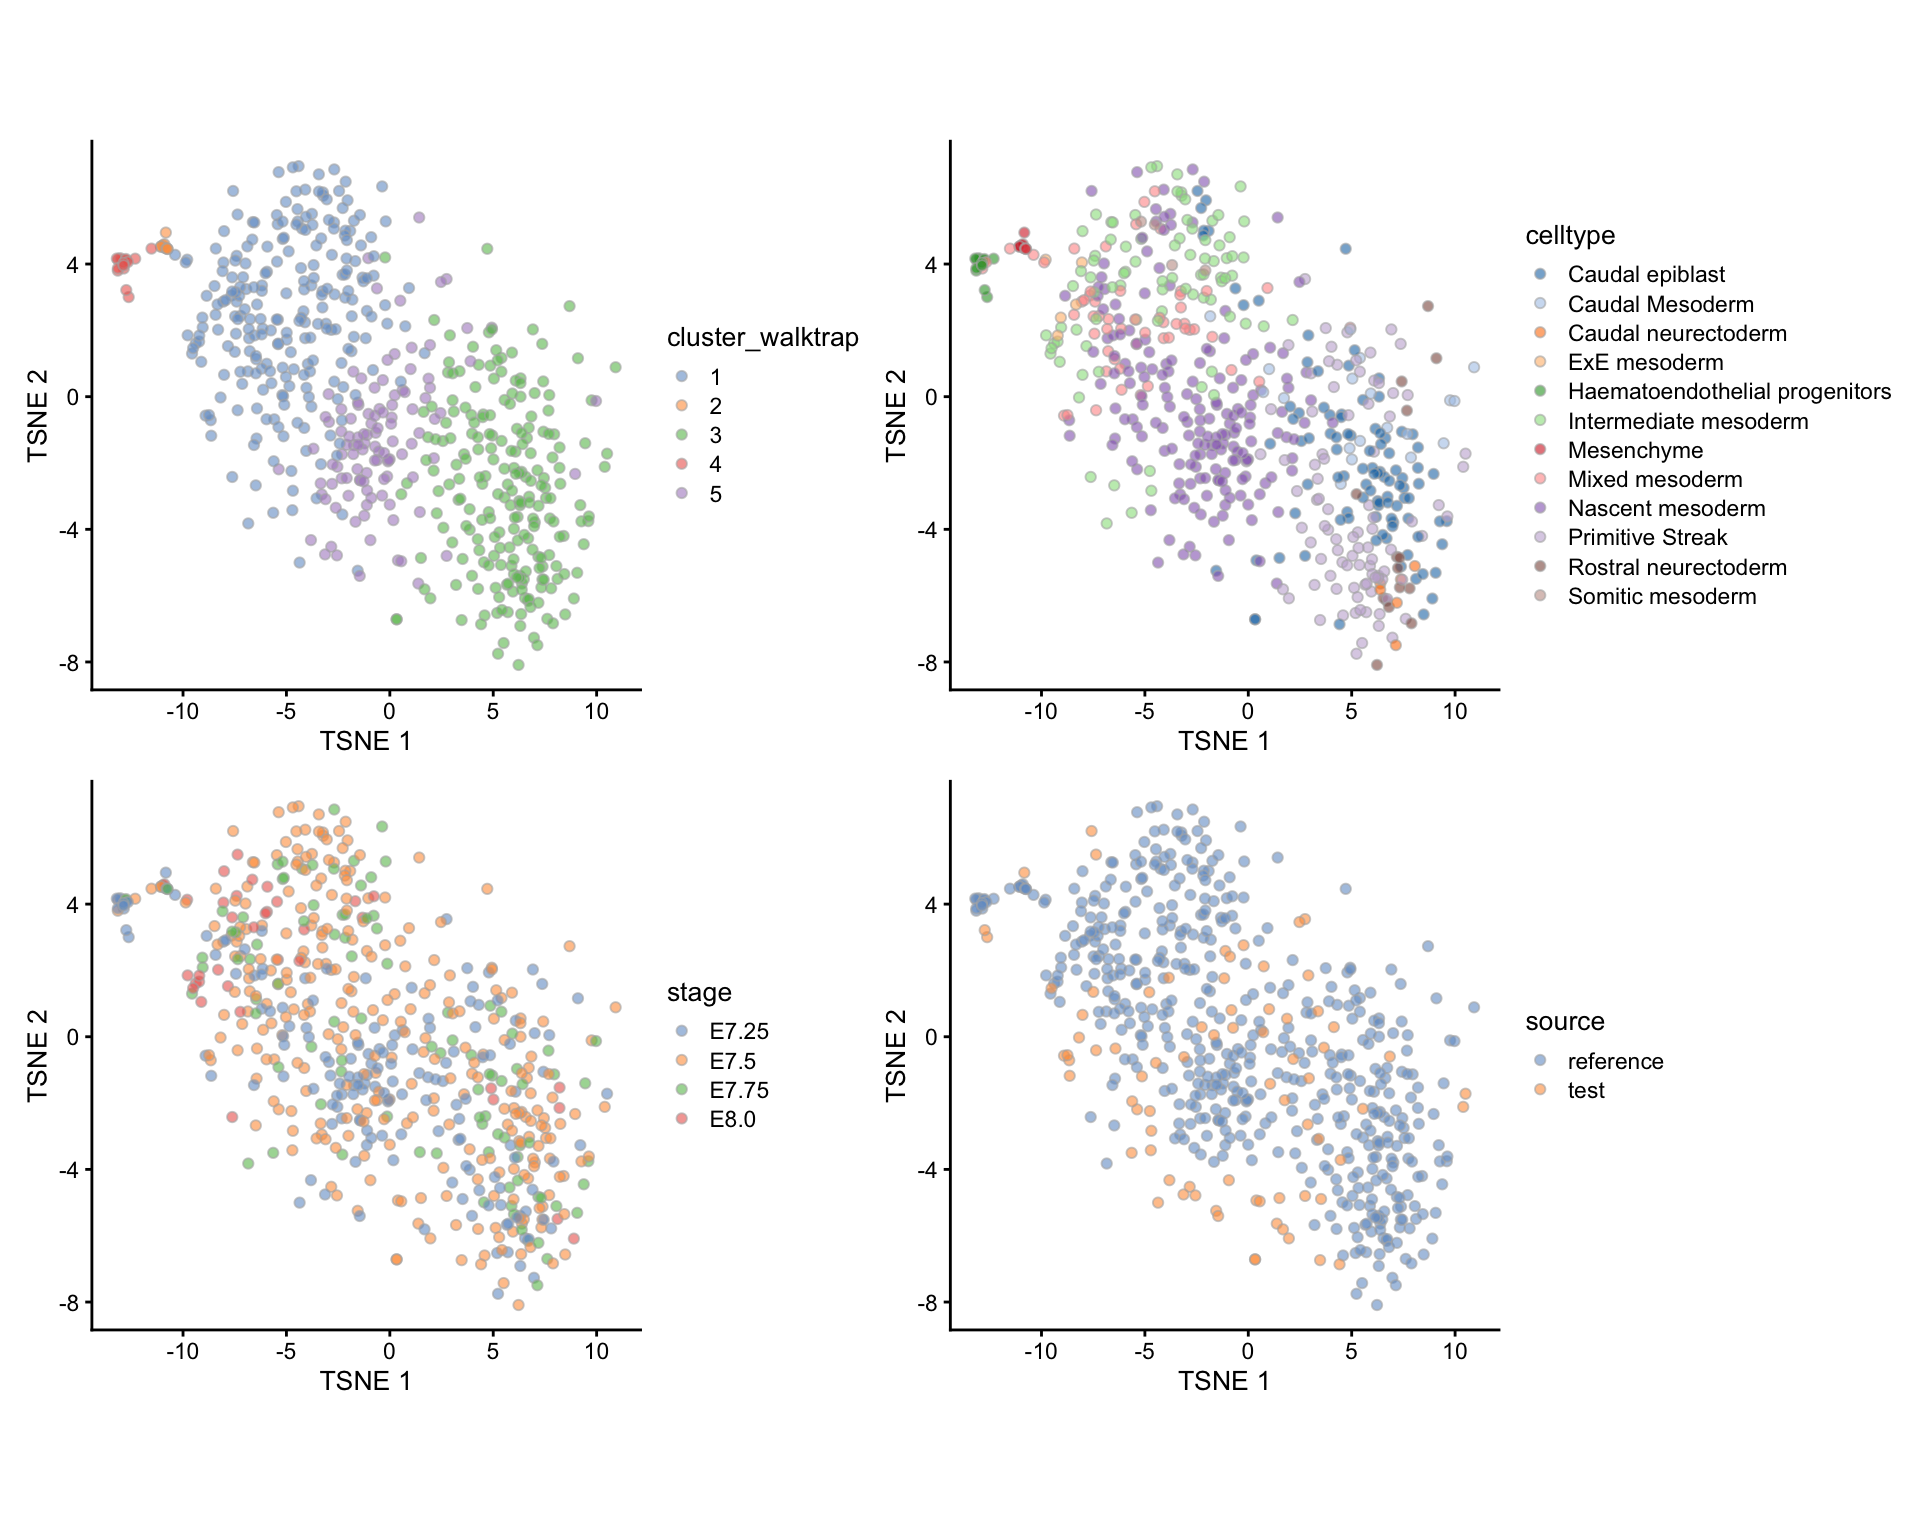 4
0
-4
-8
TSNE 2
-10 -5 0 5 10
TSNE 1
cluster_walktrap
1
2
3
4
5
4
0
-4
-8
TSNE 2
-10 -5 0 5 10
TSNE 1
celltype
Caudal epiblast
Caudal Mesoderm
Caudal neurectoderm
ExE mesoderm
Haematoendothelial progenitors
Intermediate mesoderm
Mesenchyme
Mixed mesoderm
Nascent mesoderm
Primitive Streak
Rostral neurectoderm
Somitic mesoderm
4
0
-4
-8
TSNE 2
-10 -5 0 5 10
TSNE 1
stage
E7.25
E7.5
E7.75
E8.0
4
0
-4
-8
TSNE 2
-10 -5 0 5 10
TSNE 1
source
reference
test